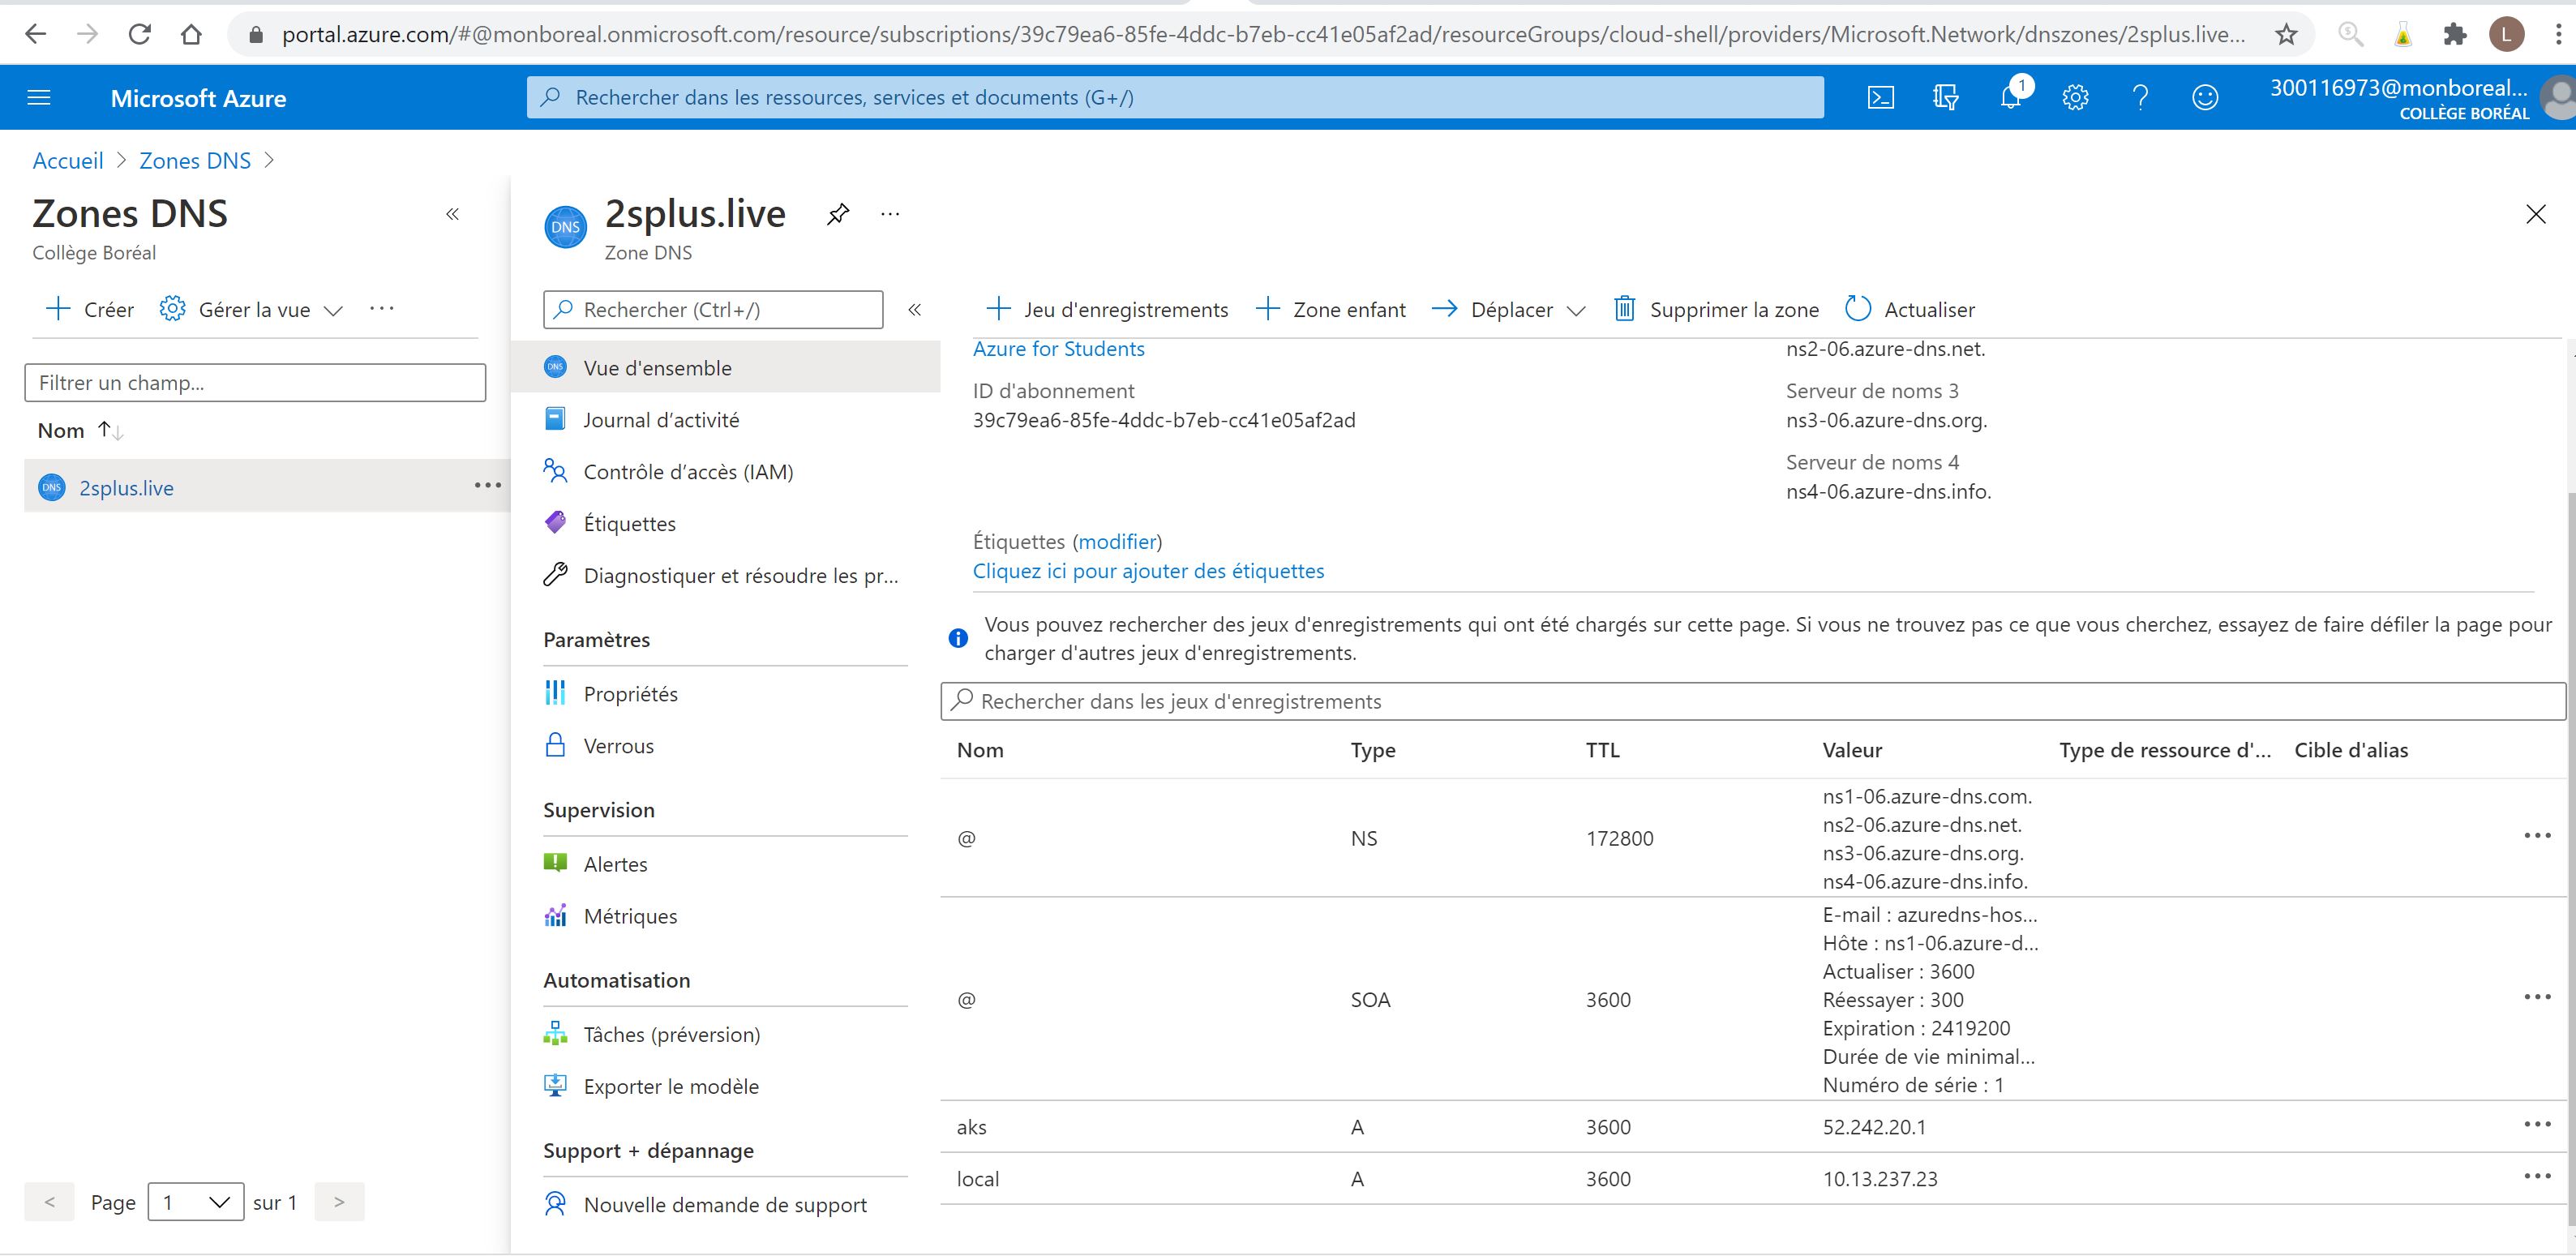 portal.azure.com/#@monboreal.onmicrosoft.com/resource/subscriptions/39c79ea6-85fe-4ddc-b7eb-cc41e05af2ad/resourceGroups/cloud-shell/providers/Microsoft.Network/dnszones/2splus.live...
L
Microsoft Azure
Rechercher dans les ressources, services et documents (G+/)
1
300116973@monboreal...
COLLÈGE BORÉAL
Accueil > Zones DNS >
Zones DNS
Collège Boréal
Créer
Gérer la vue
Filtrer un champ...
Nom
DNS
2splus.live
< Page 1 sur 1 >
DNS
2splus.live
Zone DNS
Rechercher (Ctrl+/)
DNS
Vue d'ensemble
Journal d’activité
Contrôle d’accès (IAM)
Étiquettes
Diagnostiquer et résoudre les pr...
Paramètres
Propriétés
Verrous
Supervision
Alertes
Métriques
Automatisation
Tâches (préversion)
Exporter le modèle
Support + dépannage
Nouvelle demande de support
Jeu d'enregistrements
Zone enfant
Déplacer
Supprimer la zone
Actualiser
Azure for Students
ID d'abonnement
39c79ea6-85fe-4ddc-b7eb-cc41e05af2ad
ns2-06.azure-dns.net.
Serveur de noms 3
ns3-06.azure-dns.org.
Serveur de noms 4
ns4-06.azure-dns.info.
Étiquettes (modifier)
Cliquez ici pour ajouter des étiquettes
Vous pouvez rechercher des jeux d'enregistrements qui ont été chargés sur cette page. Si vous ne trouvez pas ce que vous cherchez, essayez de faire défiler la page pour
charger d'autres jeux d'enregistrements.
Rechercher dans les jeux d'enregistrements
Nom Type TTL Valeur Type de ressource d'... Cible d'alias
@ NS 172800
ns1-06.azure-dns.com.
ns2-06.azure-dns.net.
ns3-06.azure-dns.org.
ns4-06.azure-dns.info.
@ SOA 3600
E-mail : azuredns-hos...
Hôte : ns1-06.azure-d...
Actualiser : 3600
Réessayer : 300
Expiration : 2419200
Durée de vie minimal...
Numéro de série : 1
aks A 3600 52.242.20.1
local A 3600 10.13.237.23